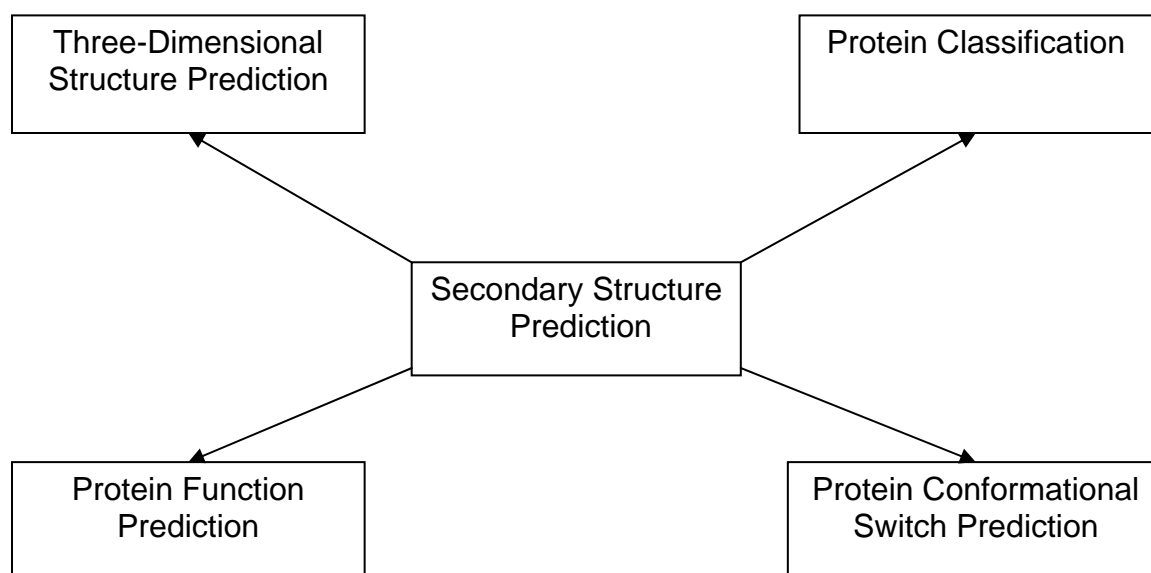 Three-Dimensional
Structure Prediction
Protein Classification
Secondary Structure
Prediction
Protein Function
Prediction
Protein Conformational
Switch Prediction